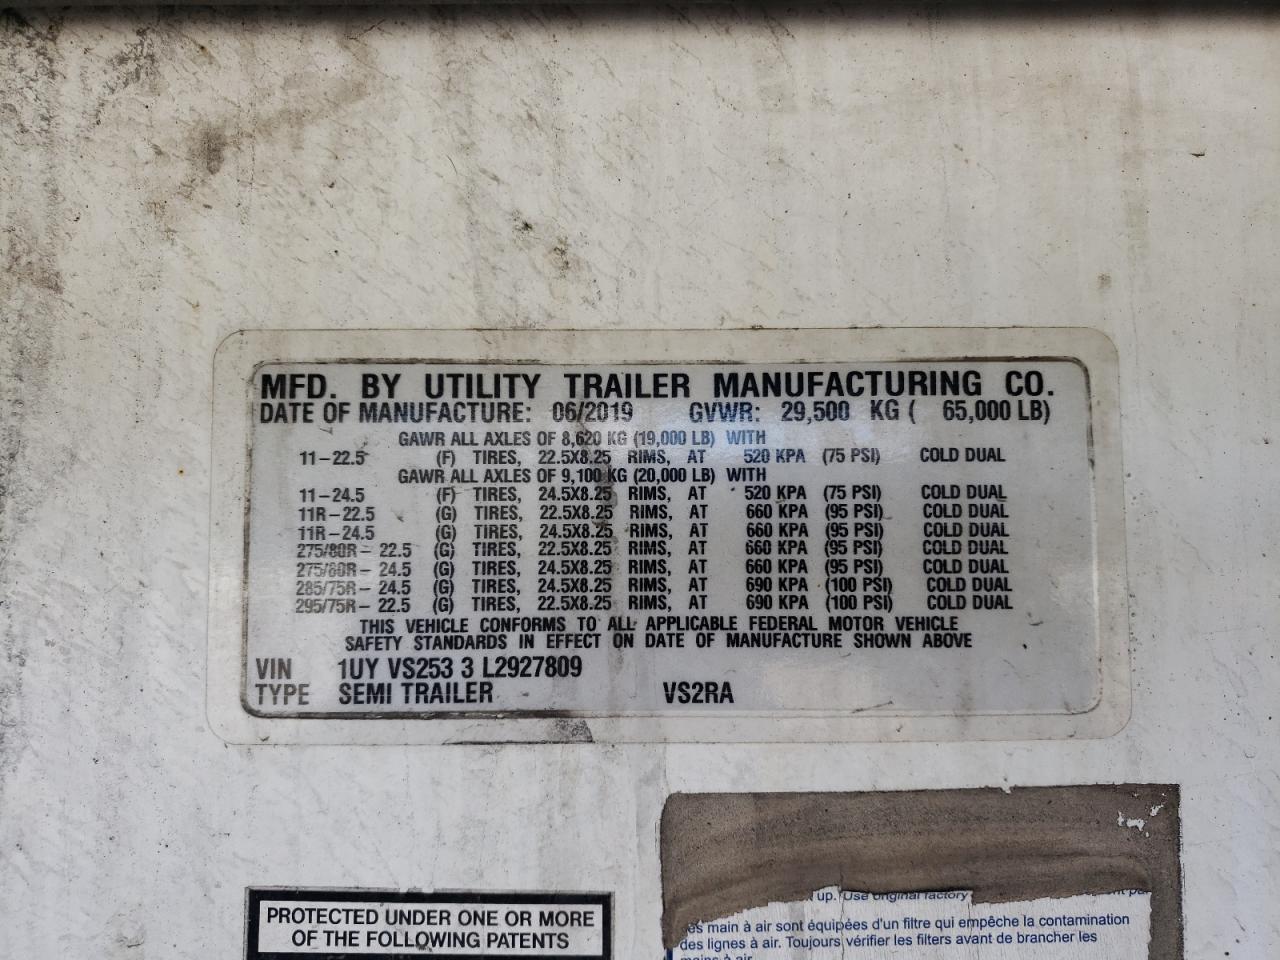 MFD. BY UTILITY TRAILER MANUFACTURING CO.
DATE OF MANUFACTURE: 06/2019 GVWR: 29,500 KG ( 65,000 LB)
GAWR ALL AXLES OF 8,620 KG (19,000 LB) WITH
11-22.5 (F) TIRES, 22.5X8.25 RIMS, AT 520 KPA (75 PSI) COLD DUAL
GAWR ALL AXLES OF 9,100 KG (20,000 LB) WITH
11-24.5 (F) TIRES, 24.5X8.25 RIMS, AT 520 KPA (75 PSI) COLD DUAL
11R-22.5 (G) TIRES, 22.5X8.25 RIMS, AT 660 KPA (95 PSI) COLD DUAL
11R-24.5 (G) TIRES, 24.5X8.25 RIMS, AT 660 KPA (95 PSI) COLD DUAL
275/80R-22.5 (G) TIRES, 22.5X8.25 RIMS, AT 660 KPA (95 PSI) COLD DUAL
275/80R-24.5 (G) TIRES, 24.5X8.25 RIMS, AT 660 KPA (95 PSI) COLD DUAL
285/75R-24.5 (G) TIRES, 24.5X8.25 RIMS, AT 690 KPA (100 PSI) COLD DUAL
295/75R-22.5 (G) TIRES, 22.5X8.25 RIMS, AT 690 KPA (100 PSI) COLD DUAL
THIS VEHICLE CONFORMS TO ALL APPLICABLE FEDERAL MOTOR VEHICLE
SAFETY STANDARDS IN EFFECT ON DATE OF MANUFACTURE SHOWN ABOVE
VIN 1UY VS253 3 L2927809
TYPE SEMI TRAILER VS2RA
PROTECTED UNDER ONE OR MORE
OF THE FOLLOWING PATENTS
up. Use original factory
main à air sont équipées d'un filtre qui empêche la contamination
des lignes à air. Toujours vérifier les filters avant de brancher les
mains à air